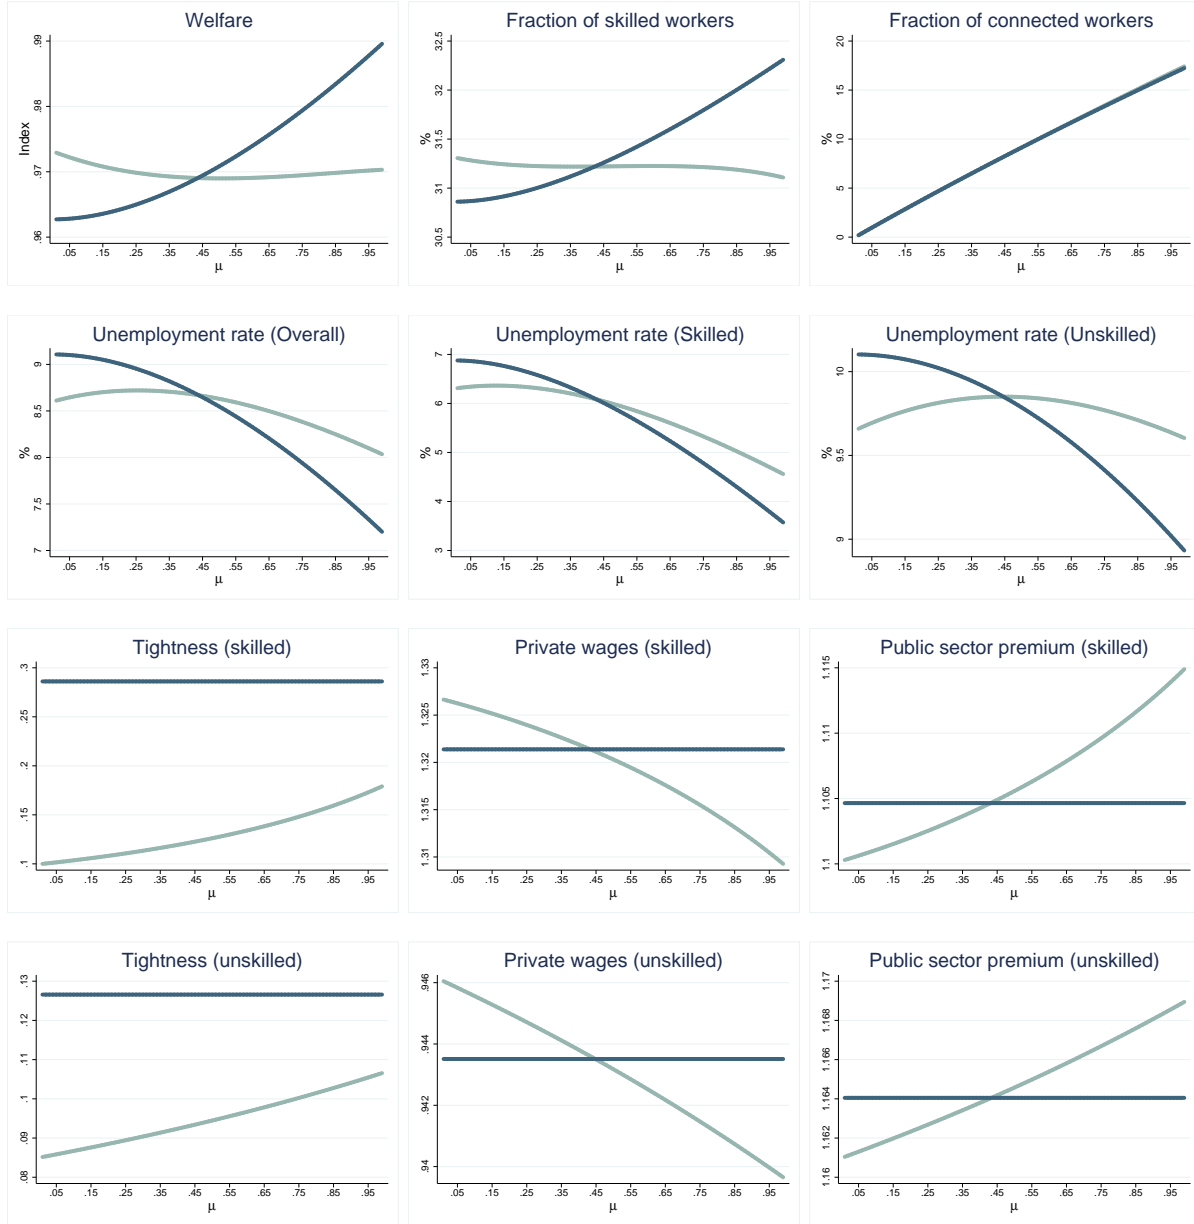 Welfare
Index
.99
.98
.97
.96
.05 .15 .25 .35 .45 .55 .65 .75 .85 .95
μ
Fraction of skilled workers
%
32.5
32
31.5
31
30.5
.05 .15 .25 .35 .45 .55 .65 .75 .85 .95
μ
Fraction of connected workers
%
20
15
10
5
0
.05 .15 .25 .35 .45 .55 .65 .75 .85 .95
μ
Unemployment rate (Overall)
%
9
8.5
8
7.5
7
.05 .15 .25 .35 .45 .55 .65 .75 .85 .95
μ
Unemployment rate (Skilled)
%
7
6
5
4
3
.05 .15 .25 .35 .45 .55 .65 .75 .85 .95
μ
Unemployment rate (Unskilled)
%
10
9.5
9
.05 .15 .25 .35 .45 .55 .65 .75 .85 .95
μ
Tightness (skilled)
.3
.25
.2
.15
.1
.05 .15 .25 .35 .45 .55 .65 .75 .85 .95
μ
Private wages (skilled)
1.33
1.325
1.32
1.315
1.31
.05 .15 .25 .35 .45 .55 .65 .75 .85 .95
μ
Public sector premium (skilled)
1.115
1.11
1.105
1.1
.05 .15 .25 .35 .45 .55 .65 .75 .85 .95
μ
Tightness (unskilled)
.13
.12
.11
.1
.09
.08
.05 .15 .25 .35 .45 .55 .65 .75 .85 .95
μ
Private wages (unskilled)
.946
.944
.942
.94
.05 .15 .25 .35 .45 .55 .65 .75 .85 .95
μ
Public sector premium (unskilled)
1.17
1.168
1.166
1.164
1.162
1.16
.05 .15 .25 .35 .45 .55 .65 .75 .85 .95
μ